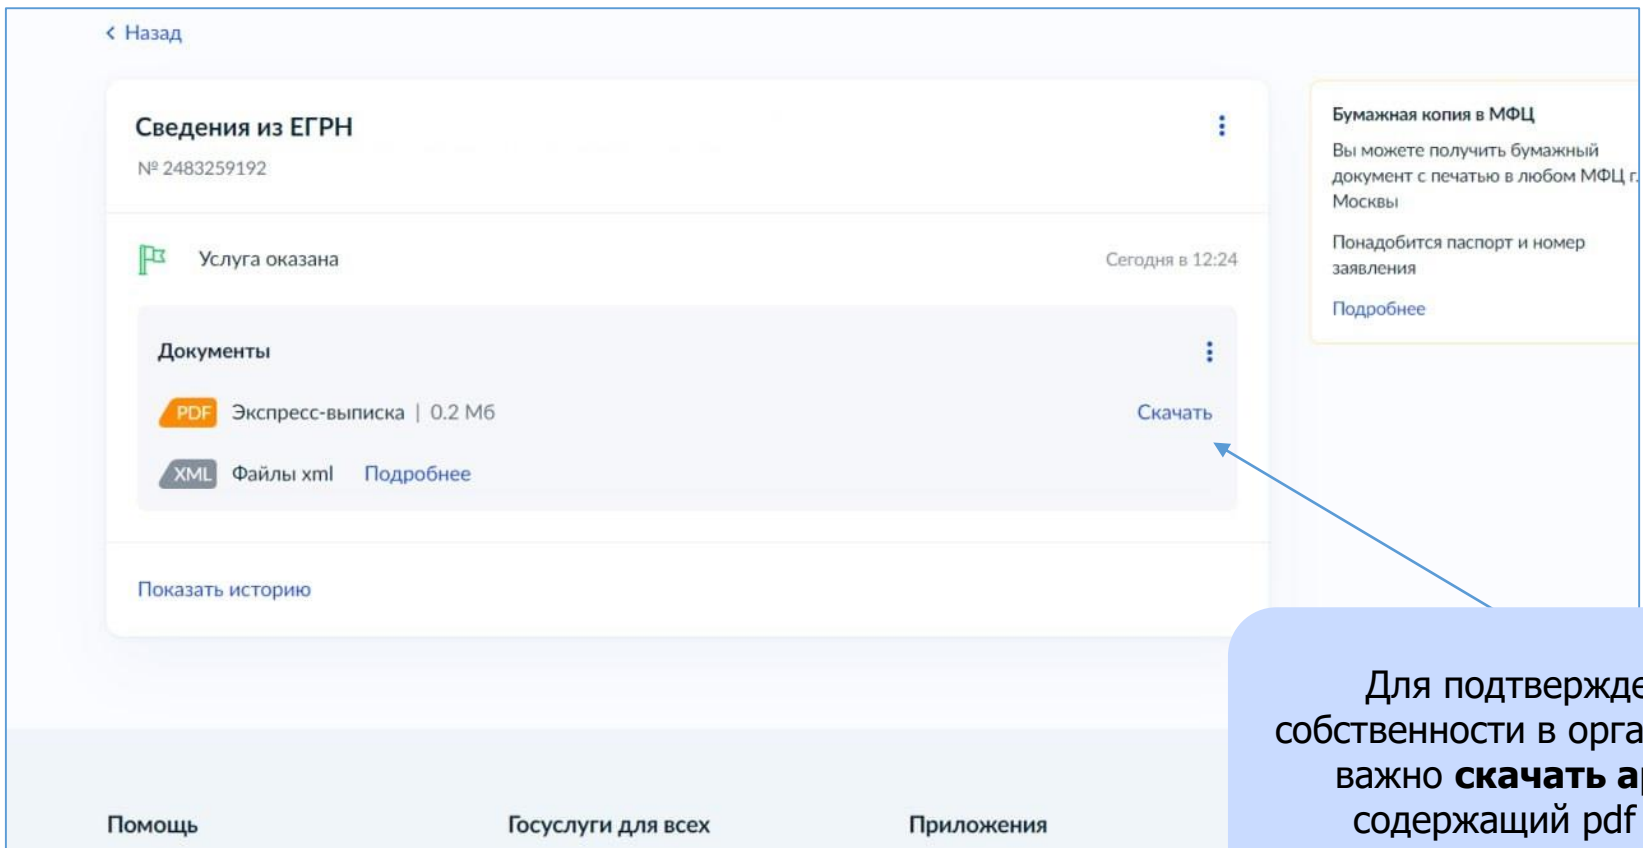 Назад
Сведения из ЕГРН
№ 2483259192
Услуга оказана
Сегодня в 12:24
Документы
PDF Экспресс-выписка | 0.2 Мб
Скачать
XML Файлы xml Подробнее
Показать историю
Бумажная копия в МФЦ
Вы можете получить бумажный
документ с печатью в любом МФЦ г.
Москвы
Понадобится паспорт и номер
заявления
Подробнее
Для
собственности в
важно скачать
содержащий pdf
Помощь
Госуслуги для всех
Приложения